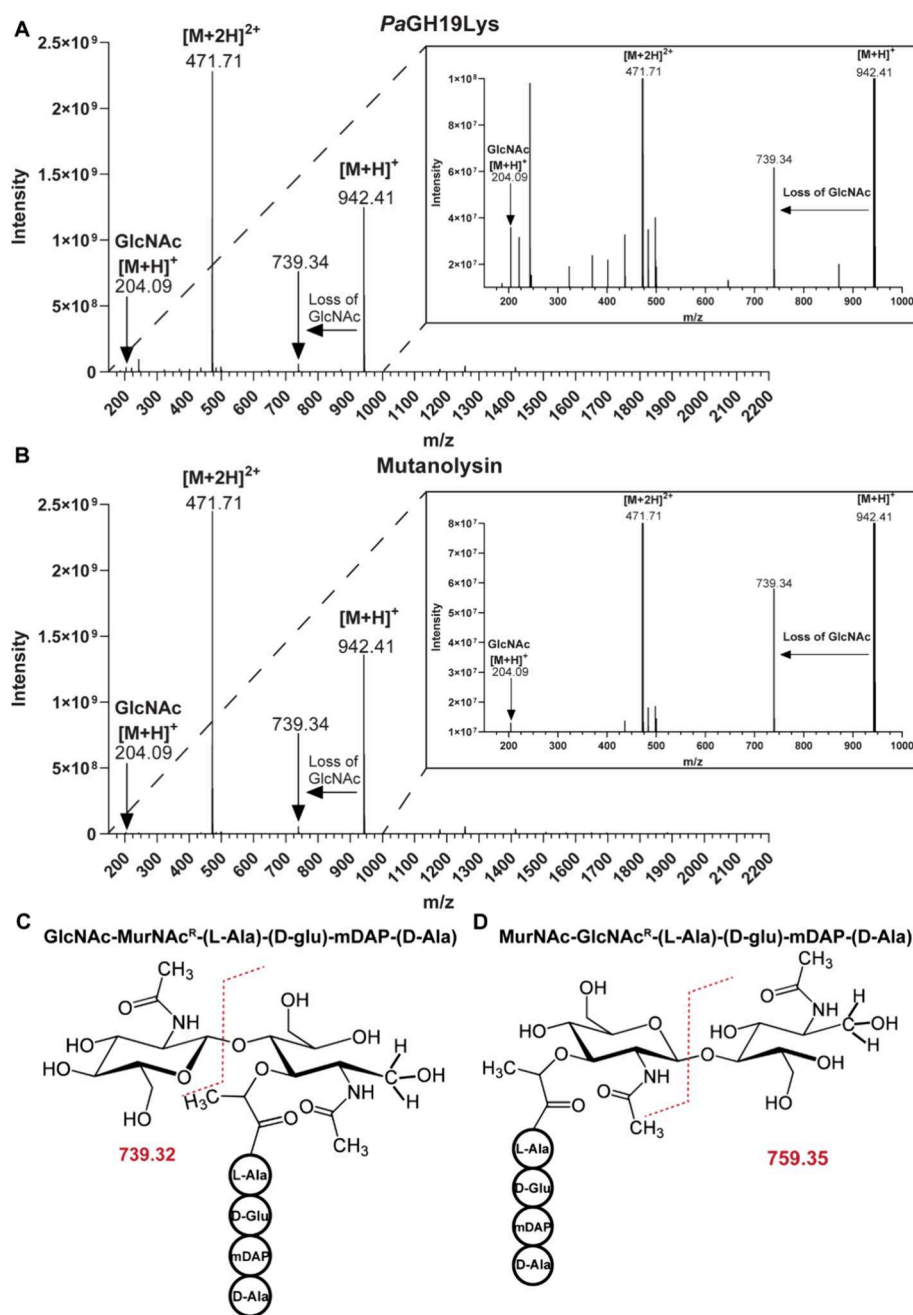 A
PaGH19Lys
2.5×10⁹
2.0×10⁹
1.5×10⁹
1×10⁹
5×10⁸
0
Intensity
[M+2H]²⁺
471.71
[M+H]⁺
942.41
GlcNAc
[M+H]⁺
204.09
739.34
Loss of
GlcNAc
200 300 400 500 600 700 800 900 1000 1100 1200 1300 1400 1500 1600 1700 1800 1900 2000 2100 2200
m/z
1×10⁸
8×10⁷
6×10⁷
4×10⁷
2×10⁷
Intensity
[M+2H]²⁺
471.71
[M+H]⁺
942.41
GlcNAc
[M+H]⁺
204.09
739.34
Loss of GlcNAc
200 300 400 500 600 700 800 900 1000
m/z
B
Mutanolysin
2.5×10⁹
2.0×10⁹
1.5×10⁹
1×10⁹
5×10⁸
0
Intensity
[M+2H]²⁺
471.71
[M+H]⁺
942.41
GlcNAc
[M+H]⁺
204.09
739.34
Loss of
GlcNAc
200 300 400 500 600 700 800 900 1000 1100 1200 1300 1400 1500 1600 1700 1800 1900 2000 2100 2200
m/z
8×10⁷
7×10⁷
6×10⁷
5×10⁷
4×10⁷
3×10⁷
2×10⁷
1×10⁷
Intensity
[M+2H]²⁺
471.71
[M+H]⁺
942.41
GlcNAc
[M+H]⁺
204.09
739.34
Loss of GlcNAc
200 300 400 500 600 700 800 900 1000
m/z
C
GlcNAc-MurNAcᴿ-(L-Ala)-(D-glu)-mDAP-(D-Ala)
CH₃
O
NH
HO
HO
O
HO
O
OH
OH
O
H
H
OH
NH
O
CH₃
H₃C
O
739.32
L-Ala
D-Glu
mDAP
D-Ala
D
MurNAc-GlcNAcᴿ-(L-Ala)-(D-glu)-mDAP-(D-Ala)
CH₃
O
NH
H
OH
H
HO
HO
O
O
O
HO
OH
HO
CH₃
O
NH
O
CH₃
759.35
L-Ala
D-Glu
mDAP
D-Ala